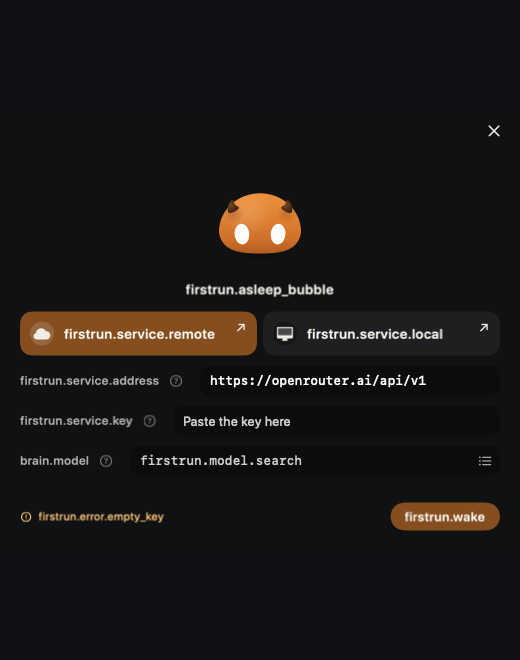 firstrun.asleep_bubble
firstrun.service.remote
firstrun.service.local
firstrun.service.address
https://openrouter.ai/api/v1
firstrun.service.key
Paste the key here
brain.model
firstrun.model.search
firstrun.error.empty_key
firstrun.wake